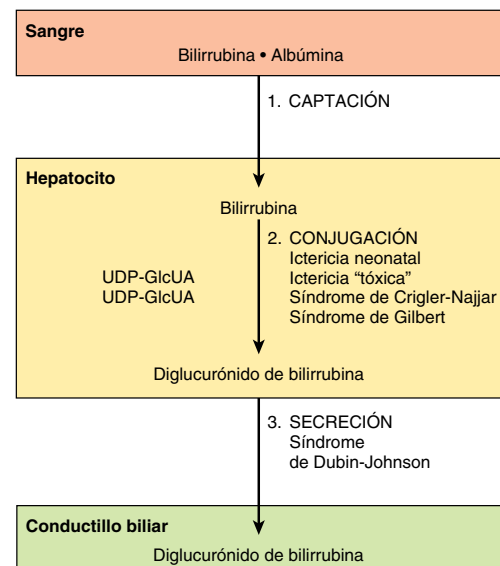 Sangre
Bilirrubina • Albúmina
1. CAPTACIÓN
Hepatocito
Bilirrubina
2. CONJUGACIÓN
Ictericia neonatal
Ictericia “tóxica”
Síndrome de Crigler-Najjar
Síndrome de Gilbert
UDP-GlcUA
UDP-GlcUA
Diglucurónido de bilirrubina
3. SECRECIÓN
Síndrome
de Dubin-Johnson
Conductillo biliar
Diglucurónido de bilirrubina